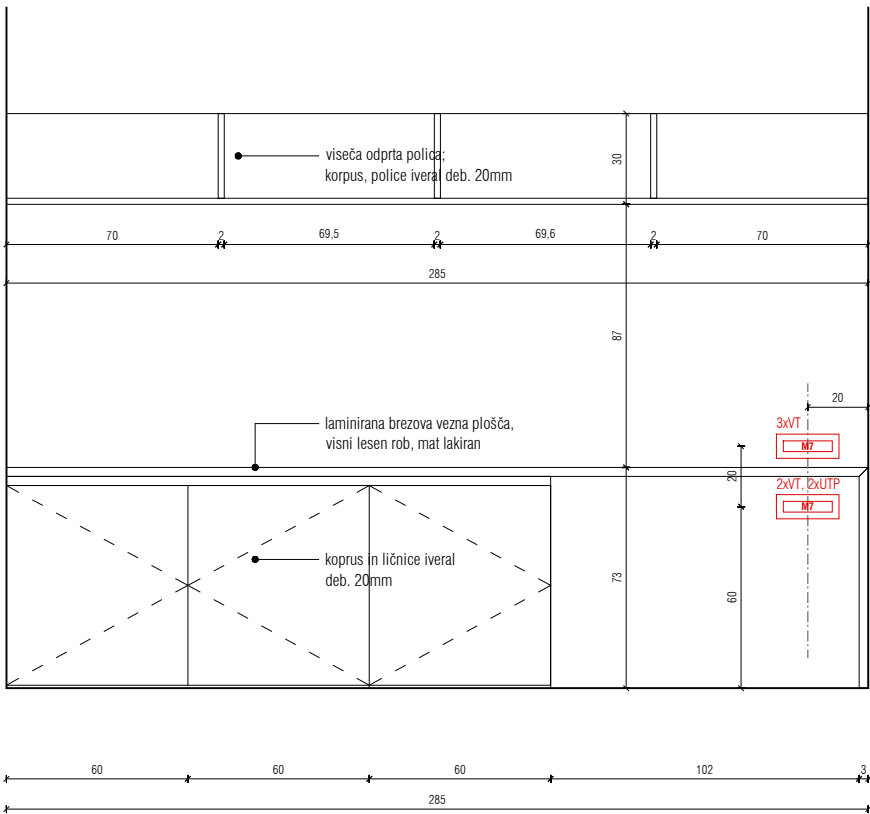 viseča odprta polica;
korpus, police iveral deb. 20mm
30
70
2
69,5
2
69,6
2
70
285
87
20
laminirana brezova vezna plošča,
visni lesen rob, mat lakiran
3xVT
M7
20
2xVT, 2xUTP
M7
koprus in ličnice iveral
deb. 20mm
73
60
60
60
60
102
3
285